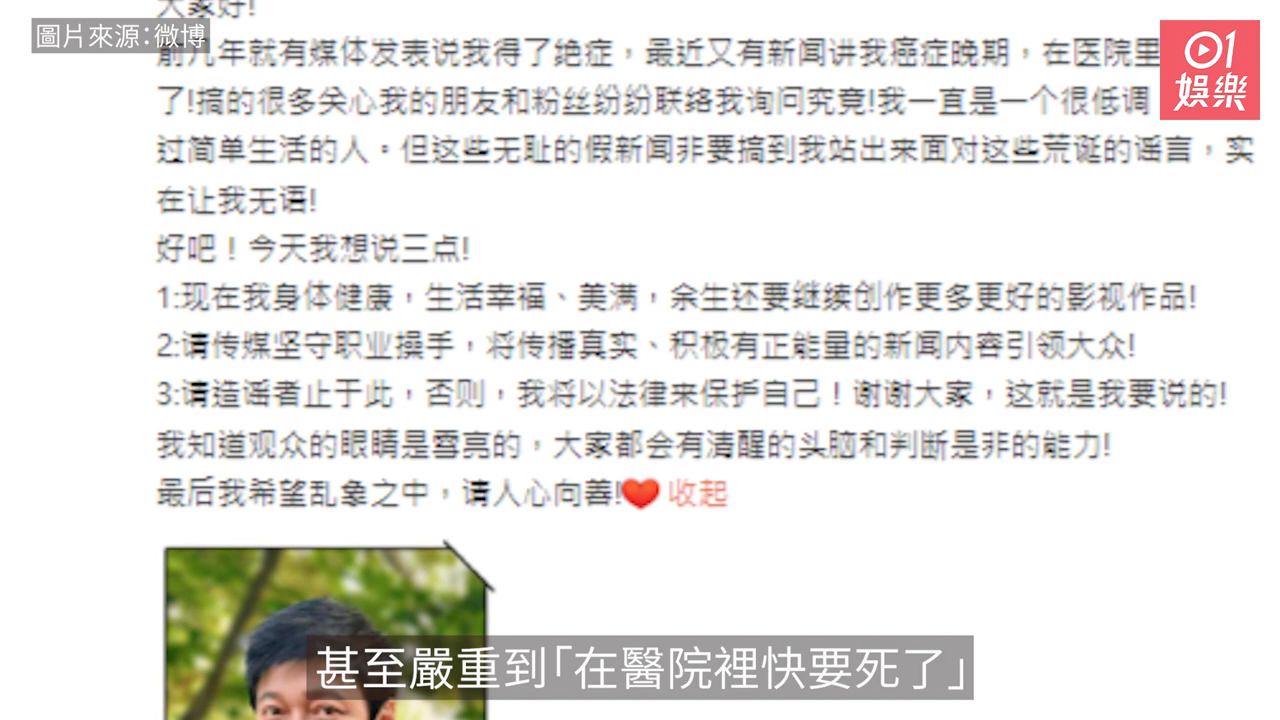 大家好!
圖片來源:微博
前几年就有媒体发表说我得了绝症，最近又有新闻讲我癌症晚期，在医院里
了!搞的很多关心我的朋友和粉丝纷纷联络我询问究竟!我一直是一个很低调
过简单生活的人。但这些无耻的假新闻非要搞到我站出来面对这些荒诞的谣言，实
在让我无语!
好吧！今天我想说三点!
1:现在我身体健康，生活幸福、美满，余生还要继续创作更多更好的影视作品!
2:请传媒坚守职业操手，将传播真实、积极有正能量的新闻内容引领大众!
3:请造谣者止于此，否则，我将以法律来保护自己！谢谢大家，这就是我要说的!
我知道观众的眼睛是雪亮的，大家都会有清醒的头脑和判断是非的能力!
最后我希望乱象之中，请人心向善!❤ 收起
01
娛樂
甚至嚴重到「在醫院裡快要死了」